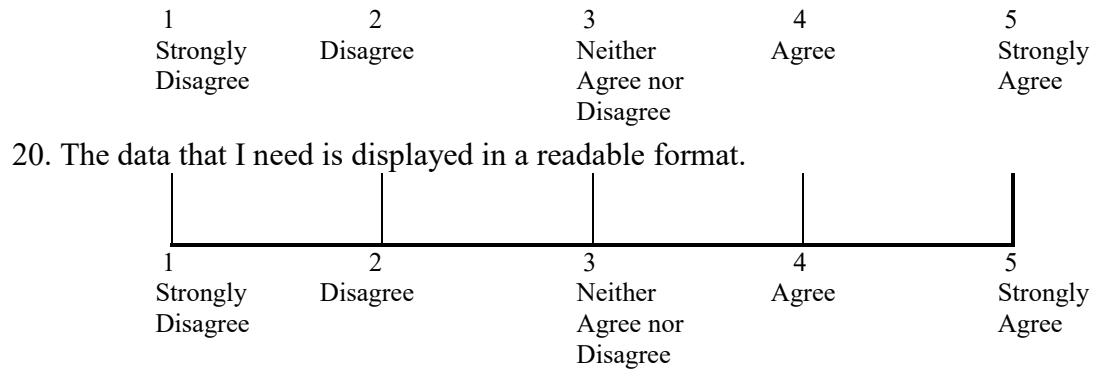 1 2 3 4 5
Strongly Disagree Neither Agree Strongly
Disagree Agree nor Agree
Disagree
20. The data that I need is displayed in a readable format.
1 2 3 4 5
Strongly Disagree Neither Agree Strongly
Disagree Agree nor Agree
Disagree